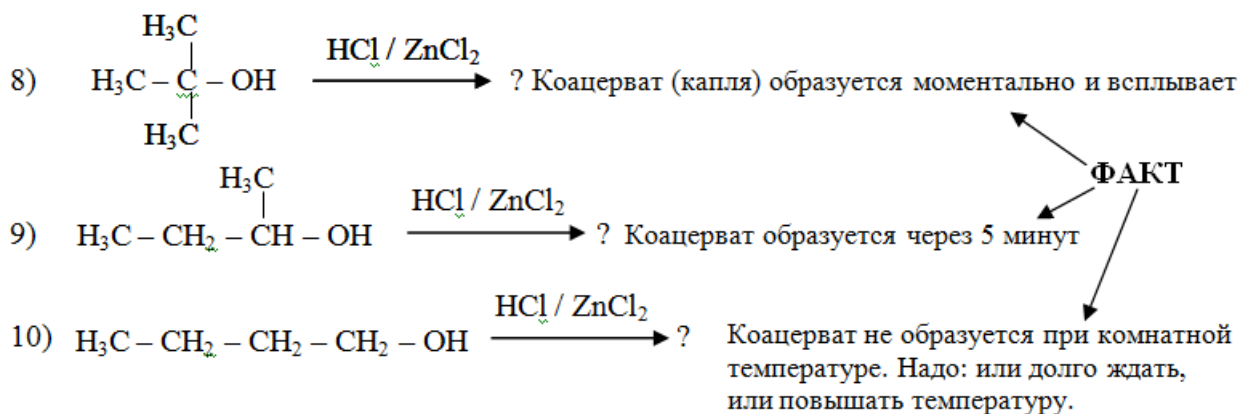 H₃C
HCl / ZnCl₂
8) H₃C – C – OH ? Коацерват (капля) образуется моментально и всплывает
H₃C
ФАКТ
H₃C
HCl / ZnCl₂
9) H₃C – CH₂ – CH – OH ? Коацерват образуется через 5 минут
HCl / ZnCl₂
10) H₃C – CH₂ – CH₂ – CH₂ – OH ? Коацерват не образуется при комнатной
температуре. Надо: или долго ждать,
или повышать температуру.